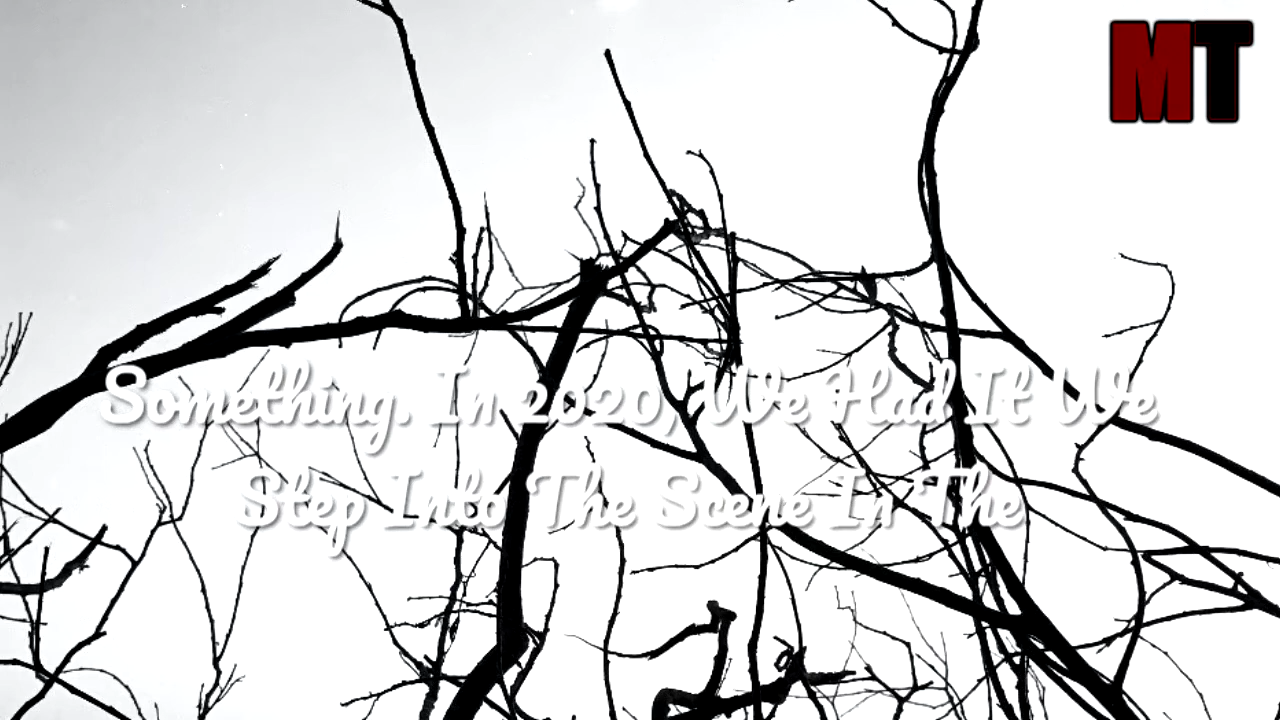 MT
Something. In 2020, We Had It We
Step Into The Scene In The